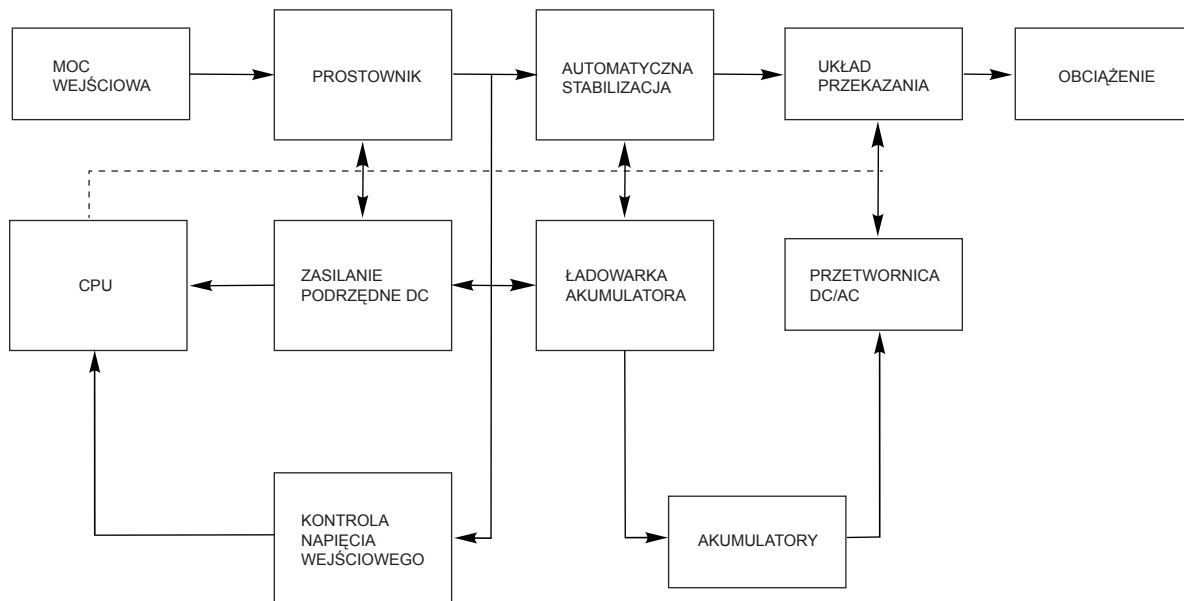 MOC
WEJŚCIOWA
PROSTOWNIK
AUTOMATYCZNA
STABILIZACJA
UKŁAD
PRZEKAZANIA
OBCIĄŻENIE
CPU
ZASILANIE
PODRZĘDNE DC
ŁADOWARKA
AKUMULATORA
PRZETWORNICA
DC/AC
KONTROLA
NAPIĘCIA
WEJŚCIOWEGO
AKUMULATORY